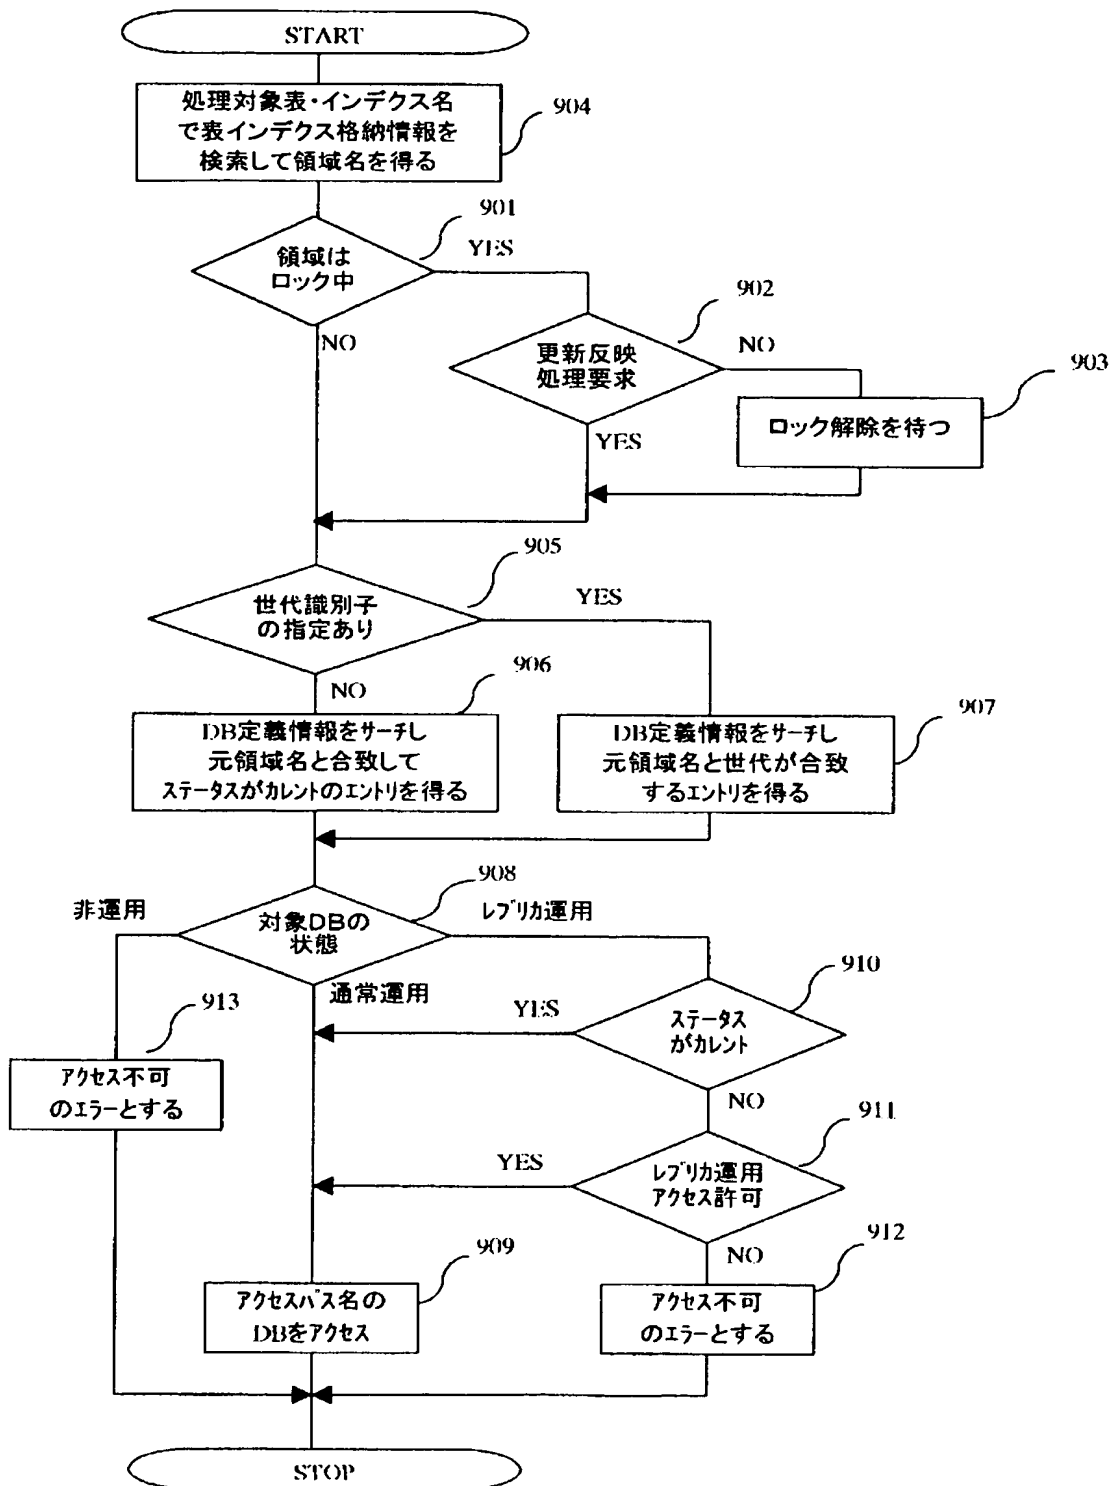 START
処理対象表・インデクス名
で表インデクス格納情報を
検索して領域名を得る
904
領域は
ロック中
901
YES
NO
更新反映
処理要求
902
NO
YES
ロック解除を待つ
903
世代識別子
の指定あり
905
YES
NO
DB定義情報をサーチし
元領域名と合致して
ステータスがカレントのエントリを得る
906
DB定義情報をサーチし
元領域名と世代が合致
するエントリを得る
907
対象DBの
状態
908
非運用
レプリカ運用
通常運用
ステータス
がカレント
910
YES
NO
アクセス不可
のエラーとする
913
レプリカ運用
アクセス許可
911
YES
NO
アクセスパス名の
DBをアクセス
909
アクセス不可
のエラーとする
912
STOP